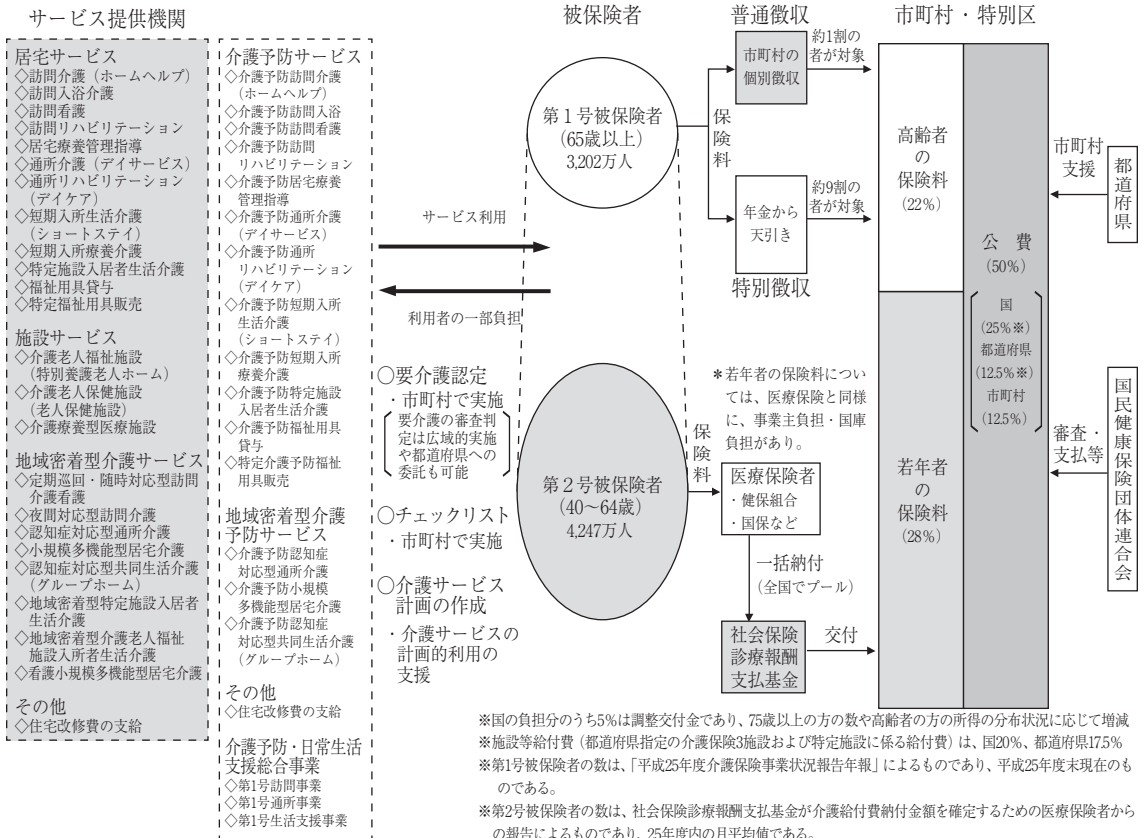 サービス提供機関
居宅サービス
◇訪問介護（ホームヘルプ）
◇訪問入浴介護
◇訪問看護
◇訪問リハビリテーション
◇居宅療養管理指導
◇通所介護（デイサービス）
◇通所リハビリテーション
（デイケア）
◇短期入所生活介護
（ショートステイ）
◇短期入所療養介護
◇特定施設入居者生活介護
◇福祉用具貸与
◇特定福祉用具販売
施設サービス
◇介護老人福祉施設
（特別養護老人ホーム）
◇介護老人保健施設
（老人保健施設）
◇介護療養型医療施設
地域密着型介護サービス
◇定期巡回・随時対応型訪問
介護看護
◇夜間対応型訪問介護
◇認知症対応型通所介護
◇小規模多機能型居宅介護
◇認知症対応型共同生活介護
（グループホーム）
◇地域密着型特定施設入居者
生活介護
◇地域密着型介護老人福祉
施設入所者生活介護
◇看護小規模多機能型居宅介護
その他
◇住宅改修費の支給
介護予防サービス
◇介護予防訪問介護
（ホームヘルプ）
◇介護予防訪問入浴
◇介護予防訪問看護
◇介護予防訪問
リハビリテーション
◇介護予防居宅療養
管理指導
◇介護予防通所介護
（デイサービス）
◇介護予防通所
リハビリテーション
（デイケア）
◇介護予防短期入所
生活介護
（ショートステイ）
◇介護予防短期入所
療養介護
◇介護予防特定施設
入居者生活介護
◇介護予防福祉用具
貸与
◇特定介護予防福祉
用具販売
地域密着型介護
予防サービス
◇介護予防認知症
対応型通所介護
◇介護予防小規模
多機能型居宅介護
◇介護予防認知症
対応型共同生活介護
（グループホーム）
その他
◇住宅改修費の支給
介護予防・日常生活
支援総合事業
◇第1号訪問事業
◇第1号通所事業
◇第1号生活支援事業
サービス利用
利用者の一部負担
○要介護認定
・市町村で実施
要介護の審査判
定は広域的実施
や都道府県への
委託も可能
○チェックリスト
・市町村で実施
○介護サービス
計画の作成
・介護サービスの
計画的利用の
支援
被保険者
第１号被保険者
（65歳以上）
3,202万人
第２号被保険者
（40～64歳）
4,247万人
保険料
普通徴収
市町村の
個別徴収
約1割の
者が対象
年金から
天引き
約9割の
者が対象
特別徴収
＊若年者の保険料につい
ては、医療保険と同様
に、事業主負担・国庫
負担があり。
保険料
医療保険者
・健保組合
・国保など
一括納付
（全国でプール）
社会保険
診療報酬
支払基金
交付
市町村・特別区
高齢者
の
保険料
（22%）
若年者
の
保険料
（28%）
公費
（50%）
国
（25%※）
都道府県
（12.5%※）
市町村
（12.5%）
市町村
支援
都道府県
審査・
支払等
国民健康保険団体連合会
※国の負担分のうち5％は調整交付金であり、75歳以上の方の数や高齢者の方の所得の分布状況に応じて増減
※施設等給付費（都道府県指定の介護保険3施設および特定施設に係る給付費）は、国20%、都道府県17.5%
※第1号被保険者の数は、「平成25年度介護保険事業状況報告年報」によるものであり、平成25年度末現在のも
のである。
※第2号被保険者の数は、社会保険診療報酬支払基金が介護給付費納付金額を確定するための医療保険者から
の報告によるものであり、25年度内の月平均値である。